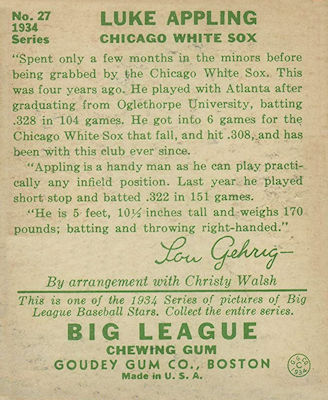 No. 27
1934
Series
LUKE APPLING
CHICAGO WHITE SOX
"Spent only a few months in the minors before
being grabbed by the Chicago White Sox. This
was four years ago. He played with Atlanta after
graduating from Oglethorpe University, batting
.328 in 104 games. He got into 6 games for the
Chicago White Sox that fall, and hit .308, and has
been with this club ever since.
"Appling is a handy man as he can play practi-
cally any infield position. Last year he played
short stop and batted .322 in 151 games.
"He is 5 feet, 10½ inches tall and weighs 170
pounds; batting and throwing right-handed."
Lou Gehrig
By arrangement with Christy Walsh
This is one of the 1934 Series of pictures of Big
League Baseball Stars. Collect the entire series.
BIG LEAGUE
CHEWING GUM
GOUDEY GUM CO., BOSTON
Made in U. S. A.
G.G.Co.
C
1934